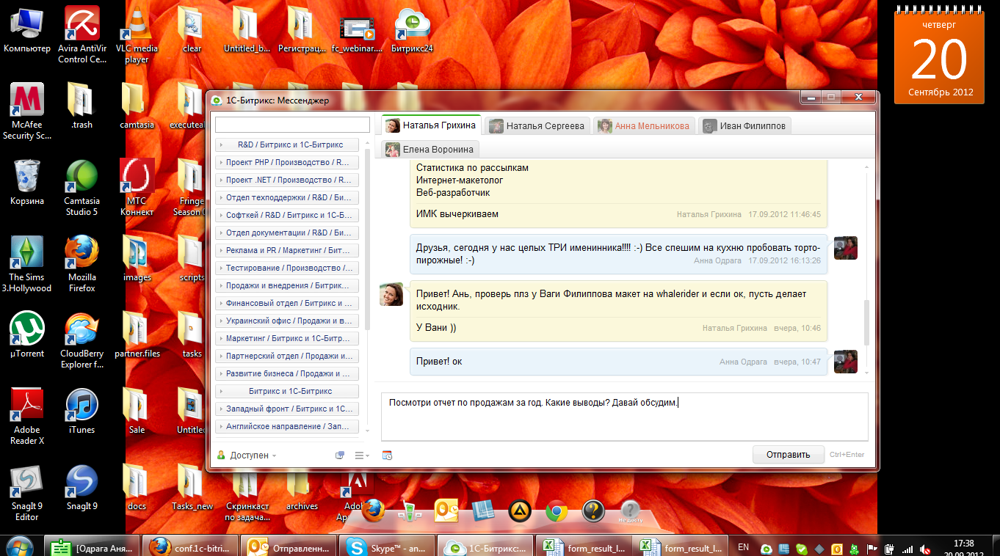 Компьютер
Avira AntiVir
Control Ce...
VLC media
player
clear
Untitled_b...
Регистрац...
fc_webinar....
Битрикс24
четверг
20
Сентябрь 2012
McAfee
Security Sc...
.trash
camtasia
executea
Корзина
Camtasia
Studio 5
МТС
Коннект
Fringe
Season
The Sims
3.Hollywood
Mozilla
Firefox
images
scripts
µTorrent
CloudBerry
Explorer f...
partner.files
tasks
Adobe
Reader X
iTunes
Sale
Untitled
SnagIt 9
Editor
SnagIt 9
docs
Tasks_new
Скринкаст
по задача...
archives
1С-Битрикс: Мессенджер
R&D / Битрикс и 1С-Битрикс
Проект PHP / Производство / R...
Проект .NET / Производство / R...
Отдел техподдержки / R&D / Би...
Софткей / R&D / Битрикс и 1С-Б...
Отдел документации / R&D / Би...
Реклама и PR / Маркетинг / Бит...
Тестирование / Производство /...
Продажи и внедрения / Битрик...
Финансовый отдел / Битрикс и ...
Украинский офис / Продажи и в...
Маркетинг / Битрикс и 1С-Битр...
Партнерский отдел / Продажи и...
Развитие бизнеса / Продажи и ...
Битрикс и 1С-Битрикс
Западный фронт / Битрикс и 1С...
Английское направление / Зап...
Доступен
Наталья Грихина
Наталья Сергеева
Анна Мельникова
Иван Филиппов
Елена Воронина
Статистика по рассылкам
Интернет-макетолог
Веб-разработчик
ИМК вычеркиваем
Наталья Грихина 17.09.2012 11:46:45
Друзья, сегодня у нас целых ТРИ именинника!!!! :-) Все спешим на кухню пробовать торто-
пирожные! :-)
Анна Одрага 17.09.2012 16:13:26
Привет! Ань, проверь плз у Ваги Филиппова макет на whalerider и если ок, пусть делает
исходник.
У Вани ))
Наталья Грихина вчера, 10:46
Привет! ок
Анна Одрага вчера, 10:47
Посмотри отчет по продажам за год. Какие выводы? Давай обсудим.
Отправить
Ctrl+Enter
[Одрага Аня...
conf.1c-bitri...
Отправленн...
Skype™ - an...
1С-Битрикс:...
form_result_l...
form_result_l...
EN
17:38
20.09.2012